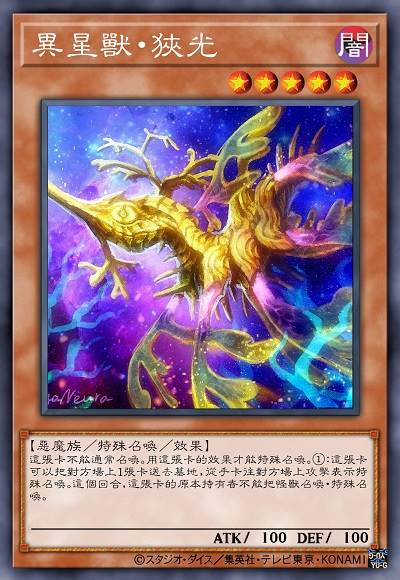 異星獸・狹光
闇
aNeura
【惡魔族／特殊召喚／效果】
這張卡不能通常召喚。用這張卡的效果才能特殊召喚。①：這張卡
可以把對方場上1張卡送去墓地，從手卡往對方場上攻擊表示特
殊召喚。這個回合，這張卡的原本持有者不能把怪獸召喚・特殊召
喚。
ATK／ 100 DEF／ 100
©スタジオ・ダイス／集英社・テレビ東京・KONAMI
YU-G